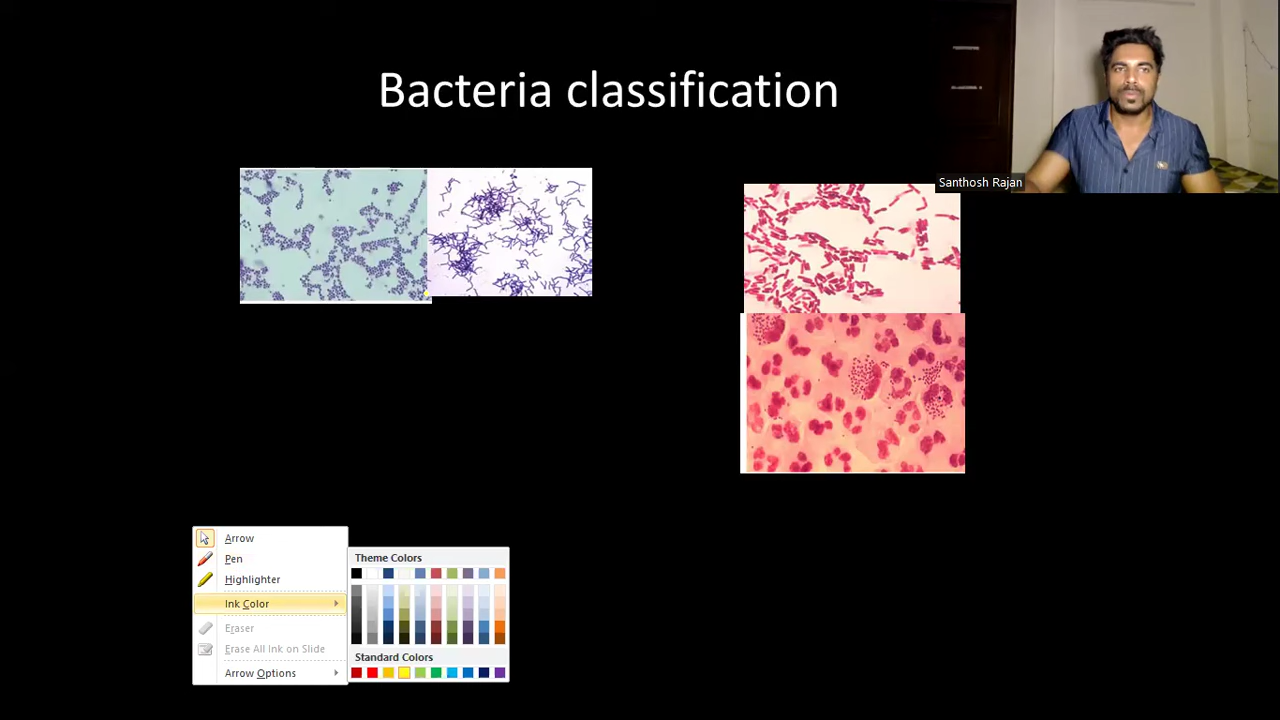 Bacteria classification
Santhosh Rajan
Arrow
Pen
Highlighter
Ink Color
Eraser
Erase All Ink on Slide
Arrow Options
Theme Colors
Standard Colors